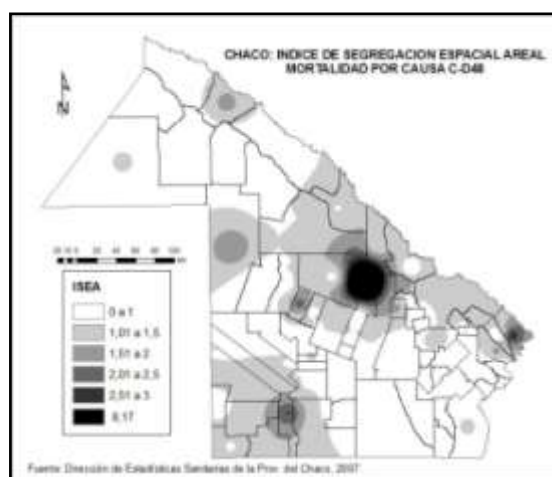 CHACO: INDICE DE SEGREGACION ESPACIAL AREAL
MORTALIDAD POR CAUSA C-D48
N
ISEA
0 a 1
1,01 a 1,5
1,51 a 2
2,01 a 2,5
2,51 a 3
9,17
Fuente: Dirección de Estadísticas Sanitarias de la Prov. del Chaco, 2007